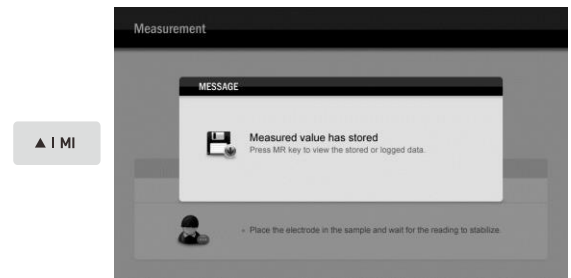 Measurement
MESSAGE
▲ I MI
Measured value has stored
Press MR key to view the stored or logged data.
+ Place the electrode in the sample and wait for the reading to stabilize.